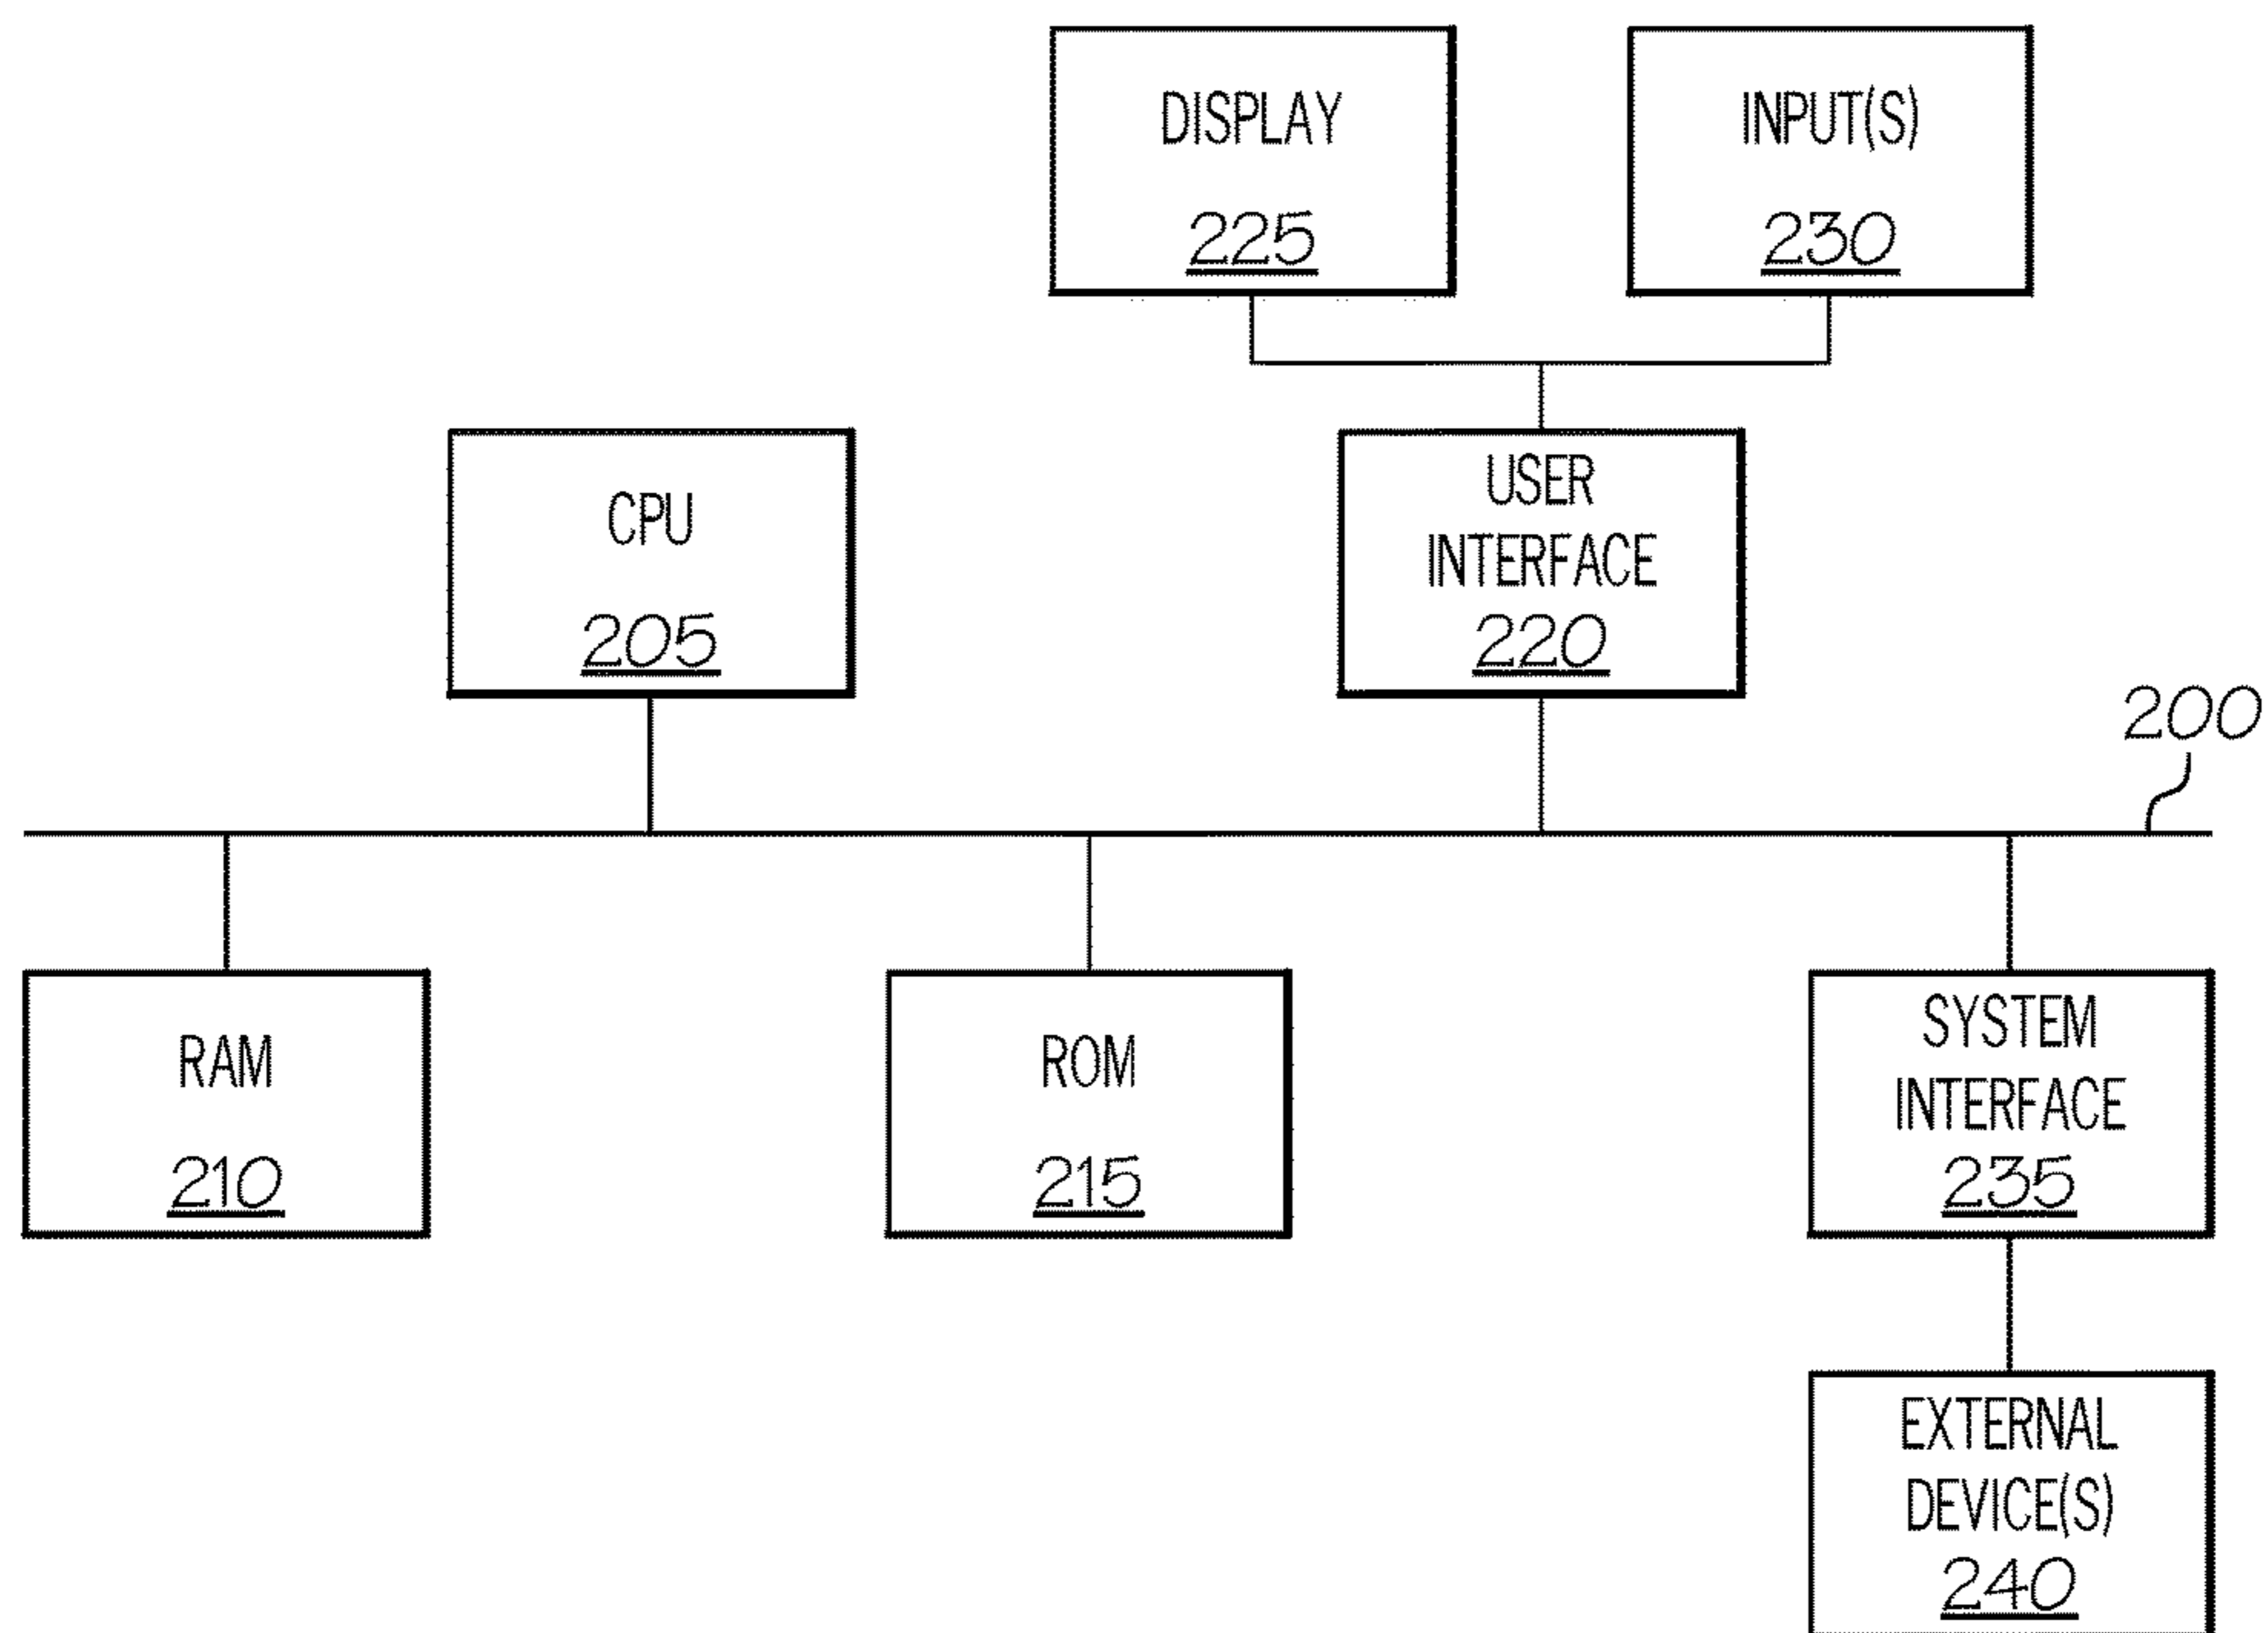 DISPLAY
225
INPUT(S)
230
CPU
205
USER
INTERFACE
220
200
RAM
210
ROM
215
SYSTEM
INTERFACE
235
EXTERNAL
DEVICE(S)
240